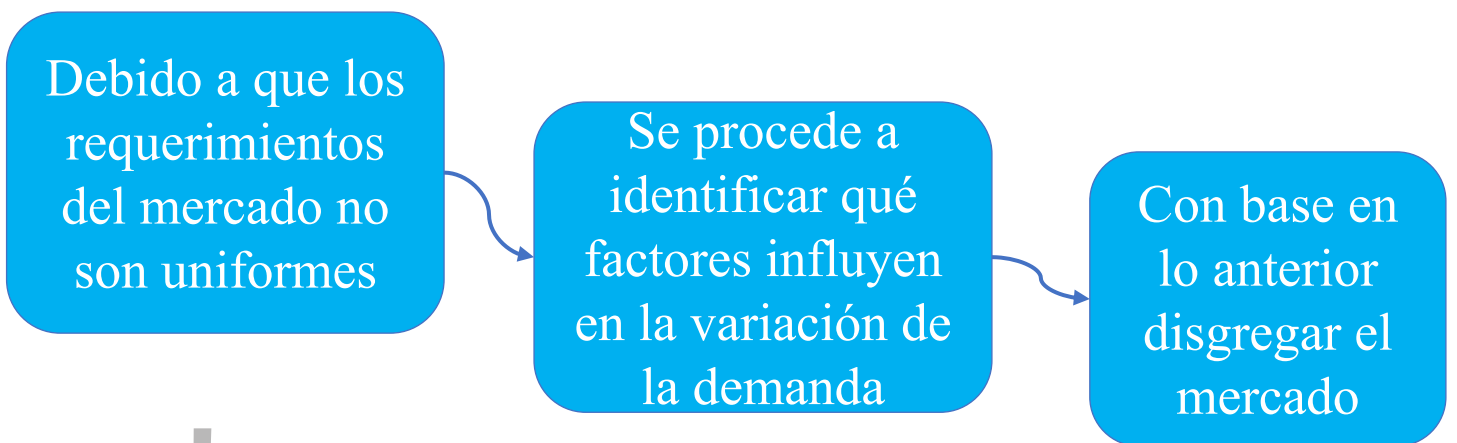 Debido a que los
requerimientos
del mercado no
son uniformes
Se procede a
identificar qué
factores influyen
en la variación de
la demanda
Con base en
lo anterior
disgregar el
mercado